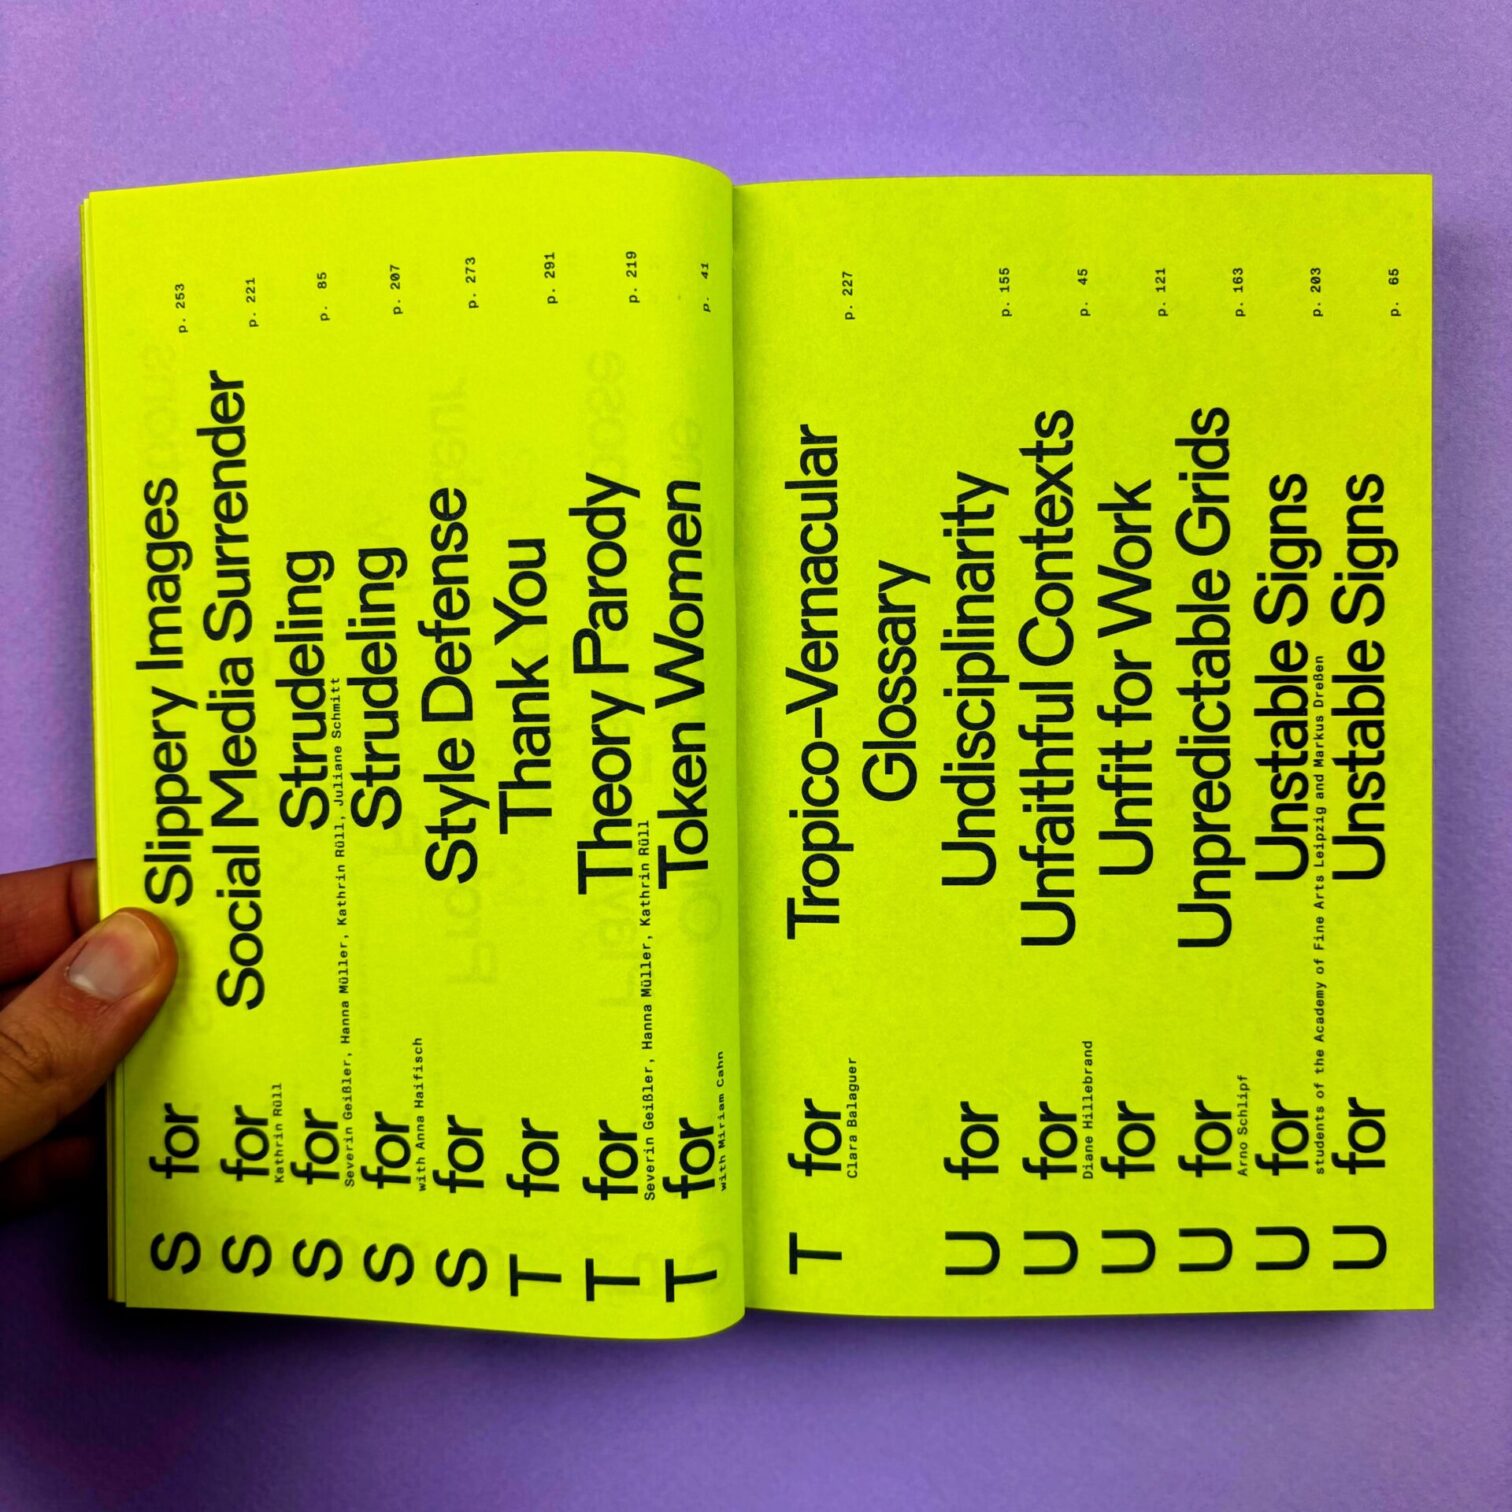 S for Slippery Images p. 253
S for Social Media Surrender p. 221
Kathrin Rüll
S for Strudeling p. 85
Severin Geißler, Hanna Müller, Kathrin Rüll, Juliane Schmitt
S for Strudeling p. 207
with Anna Haifisch
S for Style Defense p. 273
T for Thank You p. 291
T for Theory Parody p. 219
Severin Geißler, Hanna Müller, Kathrin Rüll
T for Token Women p. 41
with Miriam Cahn
T for Tropico-Vernacular p. 227
Clara Balaguer
Glossary
U for Undisciplinarity p. 155
U for Unfaithful Contexts p. 45
Diane Hillebrand
U for Unfit for Work p. 121
U for Unpredictable Grids p. 163
Arno Schlipf
U for Unstable Signs p. 203
students of the Academy of Fine Arts Leipzig and Markus Dreßen
U for Unstable Signs p. 65